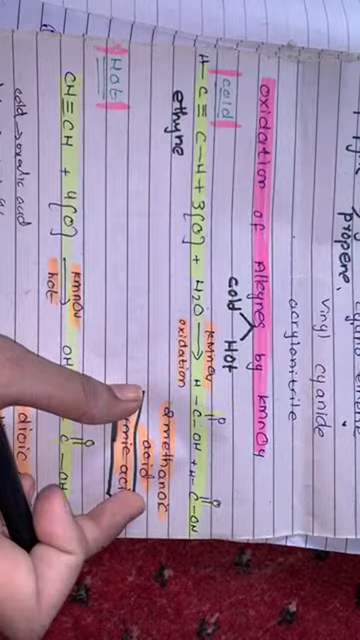 propene.
vinyl cyanide
acrylonitrile
oxidation of Alkynes by kmnO4
cold Hot
cold
H-C≡C-H+3[O] + H2O → H-C-OH+H-C-OH
O O
kmnO4
oxidation
ethyne
2methanoic
acid
Hot
CH≡CH + 4[O] → OH C-OH
O
kmnO4
hot
cold → oxalic acid
dioic